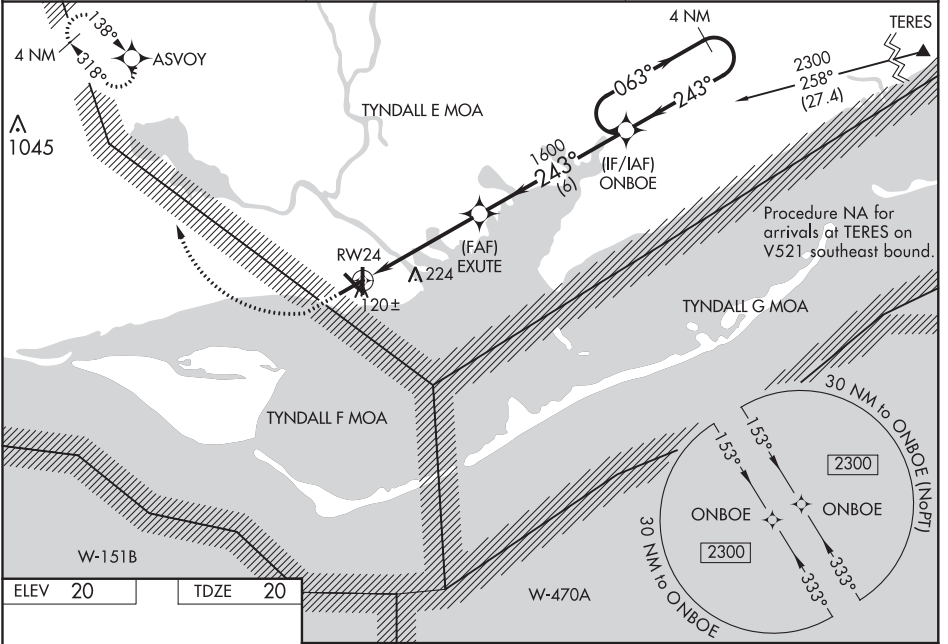 4 NM
TERES
138°
318°
4 NM
ASVOY
063°
243°
2300
258°
(27.4)
TYNDALL E MOA
1045
1600
243°
(6)
(IF/IAF)
ONBOE
Procedure NA for
arrivals at TERES on
V521 southeast bound.
(FAF)
EXUTE
RW24
224
120±
TYNDALL G MOA
TYNDALL F MOA
30 NM to ONBOE (NoPT)
153°
153°
2300
ONBOE
ONBOE
2300
30 NM to ONBOE
333°
333°
W-151B
W-470A
ELEV 20
TDZE 20